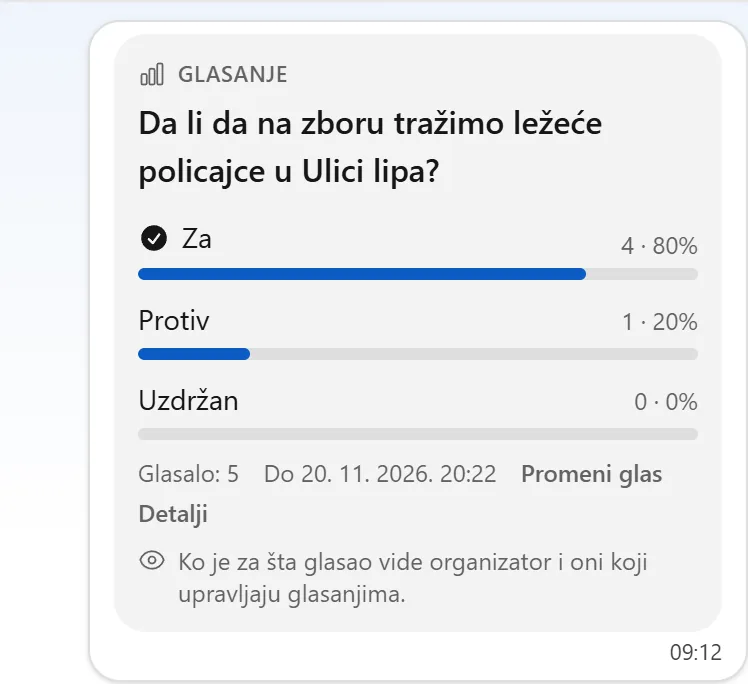 GLASANJE
Da li da na zboru tražimo ležeće
policajce u Ulici lipa?
Za
4 · 80%
Protiv
1 · 20%
Uzdržan
0 · 0%
Glasalo: 5 Do 20. 11. 2026. 20:22 Promeni glas
Detalji
Ko je za šta glasao vide organizator i oni koji
upravljaju glasanjima.
09:12